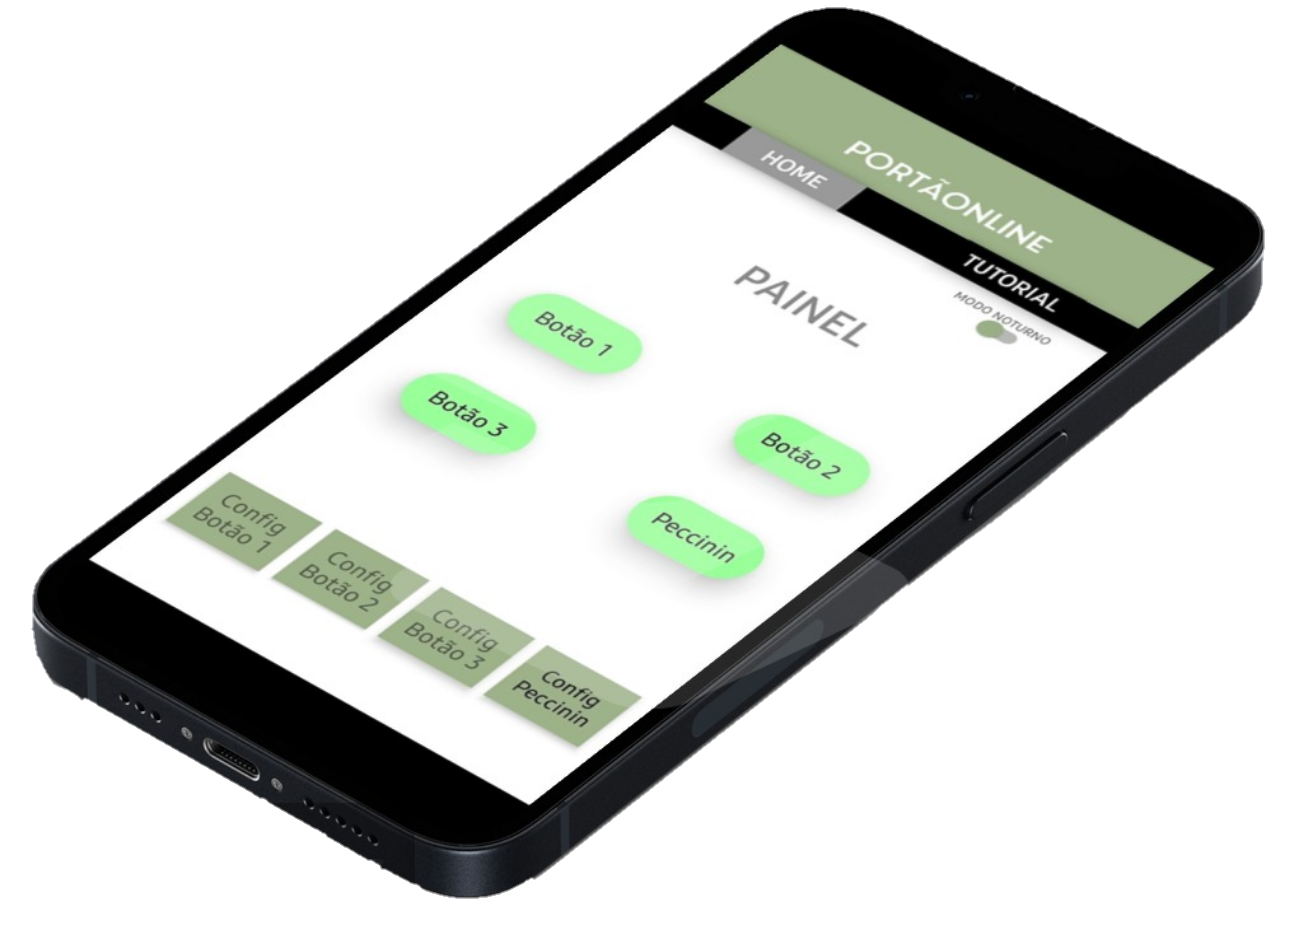 PORTÃONLINE
HOME
TUTORIAL
MODO NOTURNO
PAINEL
Botão 1
Botão 2
Botão 3
Peccinin
Config
Botão 1
Config
Botão 2
Config
Botão 3
Config
Peccinin